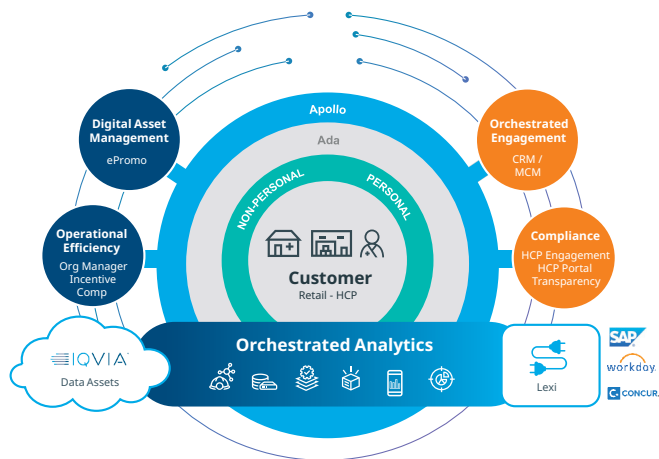 Apollo
Ada
NON-PERSONAL
PERSONAL
Digital Asset
Management
ePromo
Orchestrated
Engagement
CRM /
MCM
Operational
Efficiency
Org Manager
Incentive
Comp
Compliance
HCP Engagement
HCP Portal
Transparency
Customer
Retail - HCP
Orchestrated Analytics
IQVIA
Data Assets
Lexi
SAP
workday.
C. CONCUR.